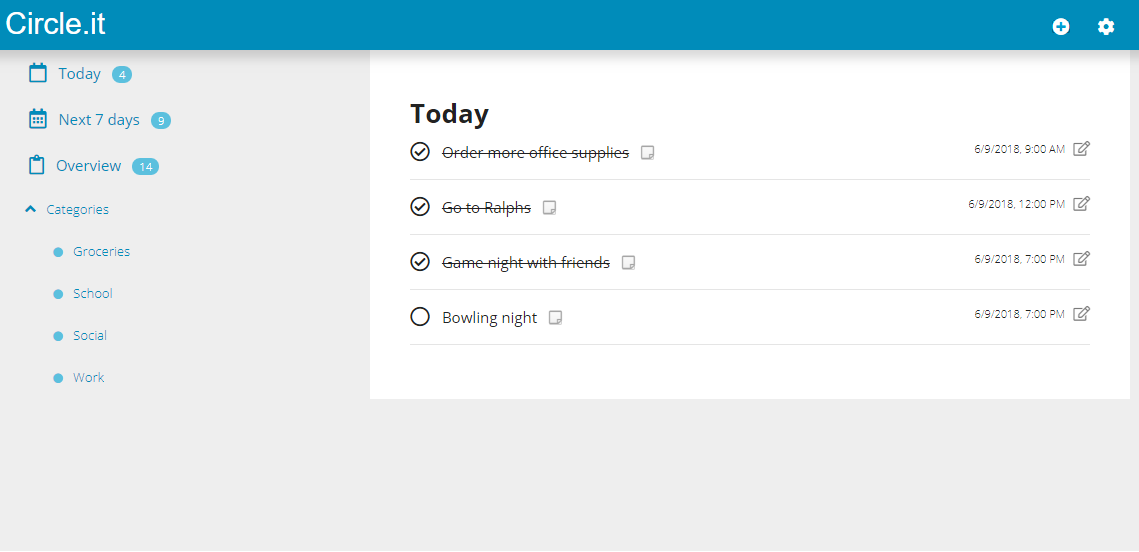 Circle.it
Today 4
Next 7 days 9
Overview 14
Categories
Groceries
School
Social
Work
Today
Order more office supplies 6/9/2018, 9:00 AM
Go to Ralphs 6/9/2018, 12:00 PM
Game night with friends 6/9/2018, 7:00 PM
Bowling night 6/9/2018, 7:00 PM